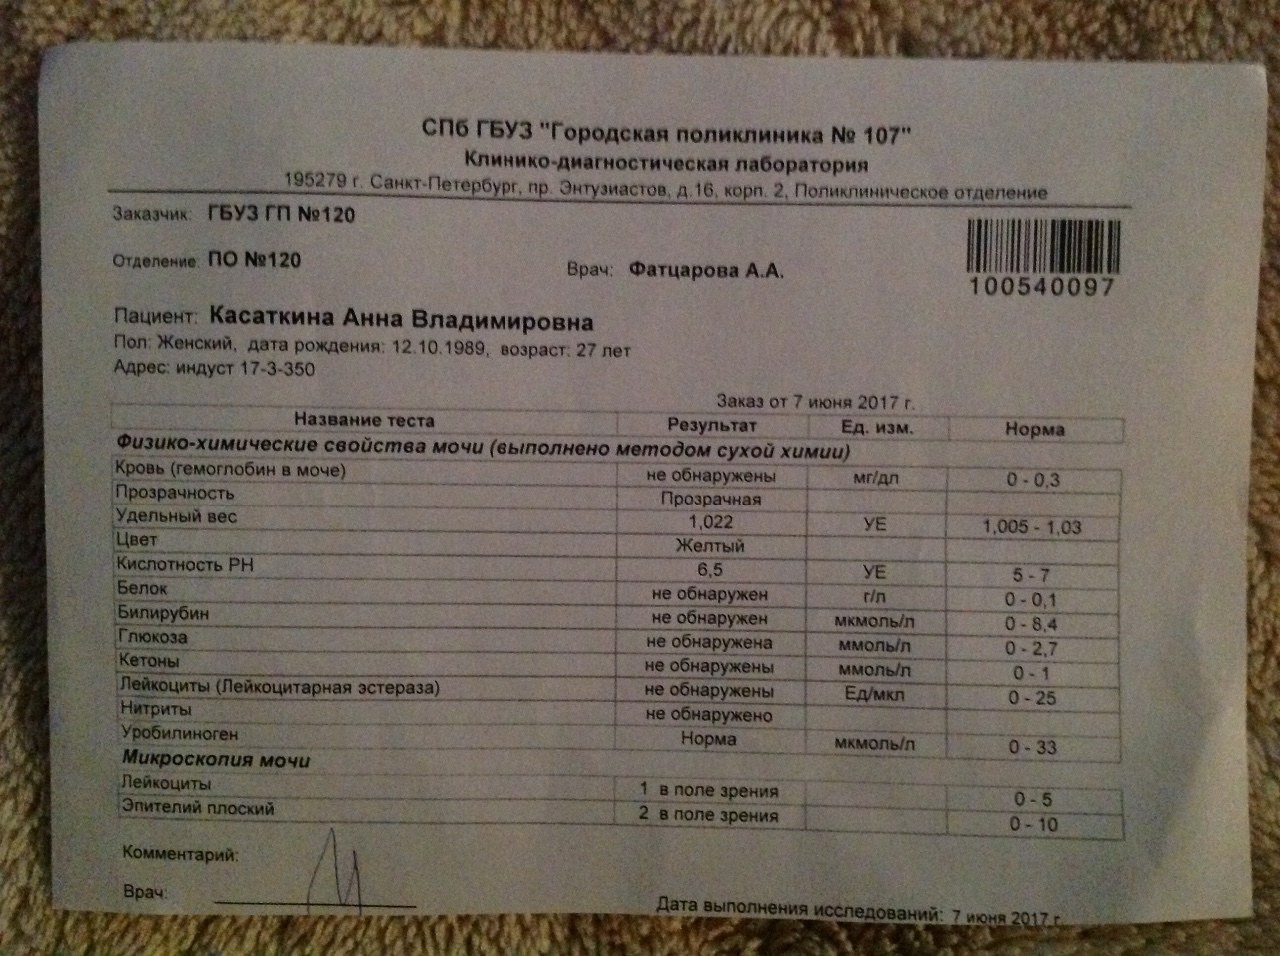 СПб ГБУЗ "Городская поликлиника № 107"
Клинико-диагностическая лаборатория
195279 г. Санкт-Петербург, пр. Энтузиастов, д.16, корп. 2, Поликлиническое отделение
Заказчик: ГБУЗ ГП №120
Отделение: ПО №120 Врач: Фатцарова А.А.
100540097
Пациент: Касаткина Анна Владимировна
Пол: Женский, дата рождения: 12.10.1989, возраст: 27 лет
Адрес: индуст 17-3-350
Заказ от 7 июня 2017 г.
Название теста Результат Ед. изм. Норма
Физико-химические свойства мочи (выполнено методом сухой химии)
Кровь (гемоглобин в моче) не обнаружены мг/дл 0 - 0,3
Прозрачность Прозрачная
Удельный вес 1,022 УЕ 1,005 - 1,03
Цвет Желтый
Кислотность РН 6,5 УЕ 5 - 7
Белок не обнаружен г/л 0 - 0,1
Билирубин не обнаружен мкмоль/л 0 - 8,4
Глюкоза не обнаружена ммоль/л 0 - 2,7
Кетоны не обнаружены ммоль/л 0 - 1
Лейкоциты (Лейкоцитарная эстераза) не обнаружены Ед/мкл 0 - 25
Нитриты не обнаружено
Уробилиноген Норма мкмоль/л 0 - 33
Микроскопия мочи
Лейкоциты 1 в поле зрения 0 - 5
Эпителий плоский 2 в поле зрения 0 - 10
Комментарий:
Врач:
Дата выполнения исследований: 7 июня 2017 г.